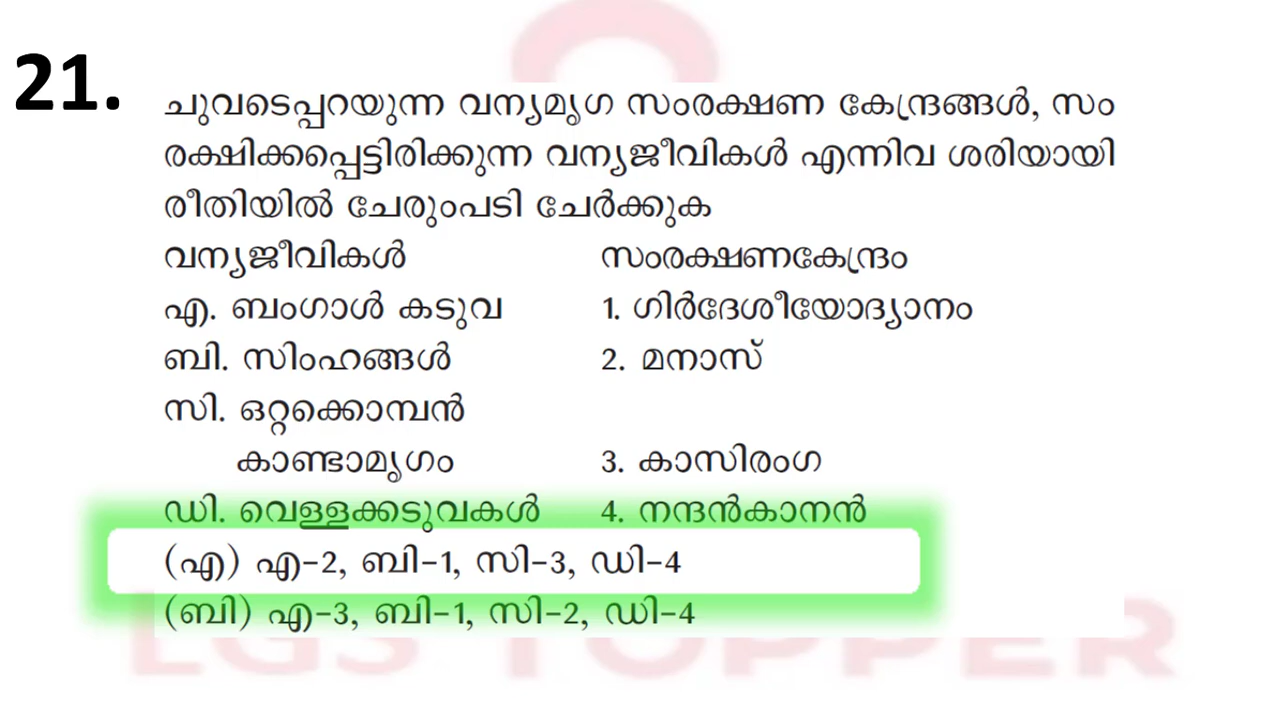 21.
ചുവടെപ്പറയുന്ന വന്യമൃഗ സംരക്ഷണ കേന്ദ്രങ്ങൾ, സം
രക്ഷിക്കപ്പെട്ടിരിക്കുന്ന വന്യജീവികൾ എന്നിവ ശരിയായി
രീതിയിൽ ചേരുംപടി ചേർക്കുക
വന്യജീവികൾ സംരക്ഷണകേന്ദ്രം
എ. ബംഗാൾ കടുവ 1. ഗിർദേശീയോദ്യാനം
ബി. സിംഹങ്ങൾ 2. മനാസ്
സി. ഒറ്റക്കൊമ്പൻ
കാണ്ടാമൃഗം 3. കാസിരംഗ
ഡി. വെള്ളക്കടുവകൾ 4. നന്ദൻകാനൻ
(എ) എ-2, ബി-1, സി-3, ഡി-4
(ബി) എ-3, ബി-1, സി-2, ഡി-4
LGS TOPPER